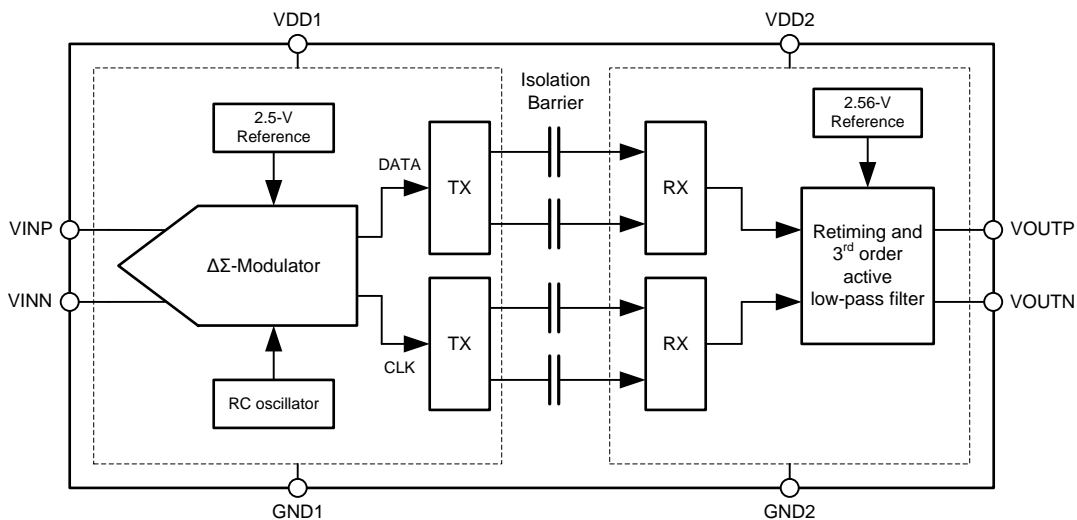 VDD1
VDD2
Isolation
Barrier
2.5-V
Reference
2.56-V
Reference
DATA
TX
RX
VINP
VINN
ΔΣ-Modulator
Retiming and
3rd order
active
low-pass filter
VOUTP
VOUTN
TX
RX
CLK
RC oscillator
GND1
GND2